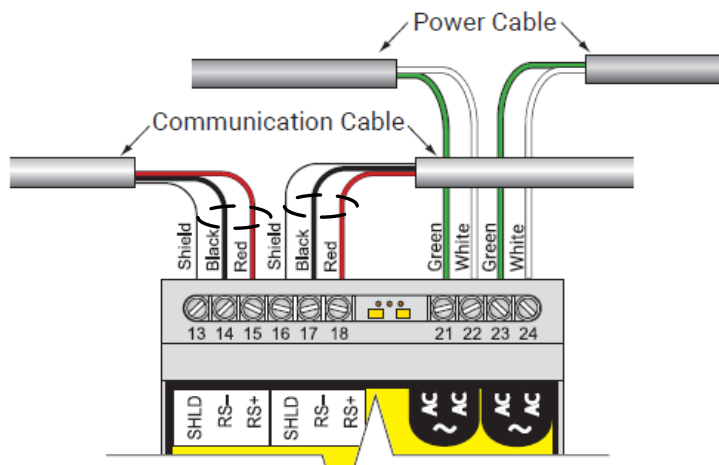 Power Cable
Communication Cable
Shield Black Red Shield Black Red Green White Green White
13 14 15 16 17 18 21 22 23 24
SHLD RS– RS+ SHLD RS– RS+ AC ~ AC AC ~ AC